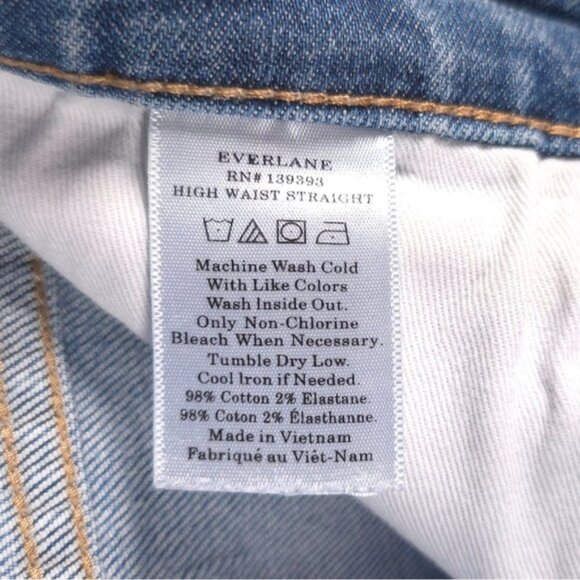 EVERLANE
RN# 139393
HIGH WAIST STRAIGHT
Machine Wash Cold
With Like Colors
Wash Inside Out.
Only Non-Chlorine
Bleach When Necessary.
Tumble Dry Low.
Cool Iron if Needed.
98% Cotton 2% Elastane.
98% Coton 2% Élasthanne.
Made in Vietnam
Fabriqué au Viêt-Nam